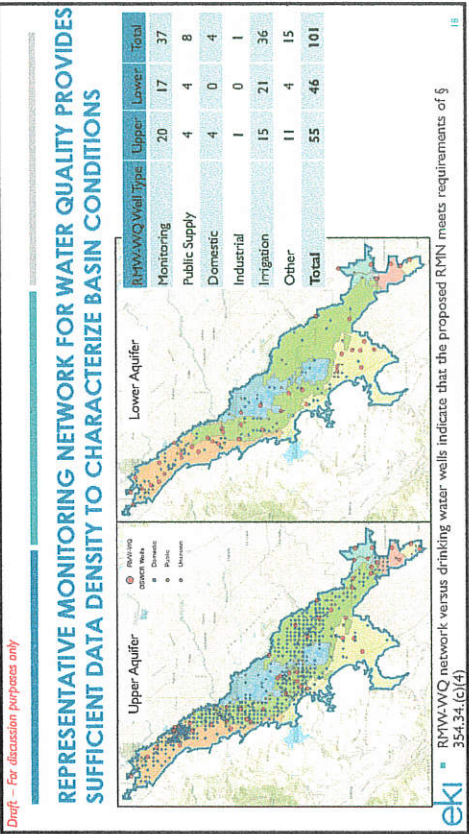 Draft – For discussion purposes only
REPRESENTATIVE MONITORING NETWORK FOR WATER QUALITY PROVIDES
SUFFICIENT DATA DENSITY TO CHARACTERIZE BASIN CONDITIONS
Upper Aquifer
RMW-WQ
OSWCR Wells
Domestic
Public
Unknown
Lower Aquifer
RMW-WQ Well Type Upper Lower Total
Monitoring 20 17 37
Public Supply 4 4 8
Domestic 4 0 4
Industrial 1 0 1
Irrigation 15 21 36
Other 11 4 15
Total 55 46 101
eki
RMW-WQ network versus drinking water wells indicate that the proposed RMN meets requirements of §
354.34.(c)(4)
18